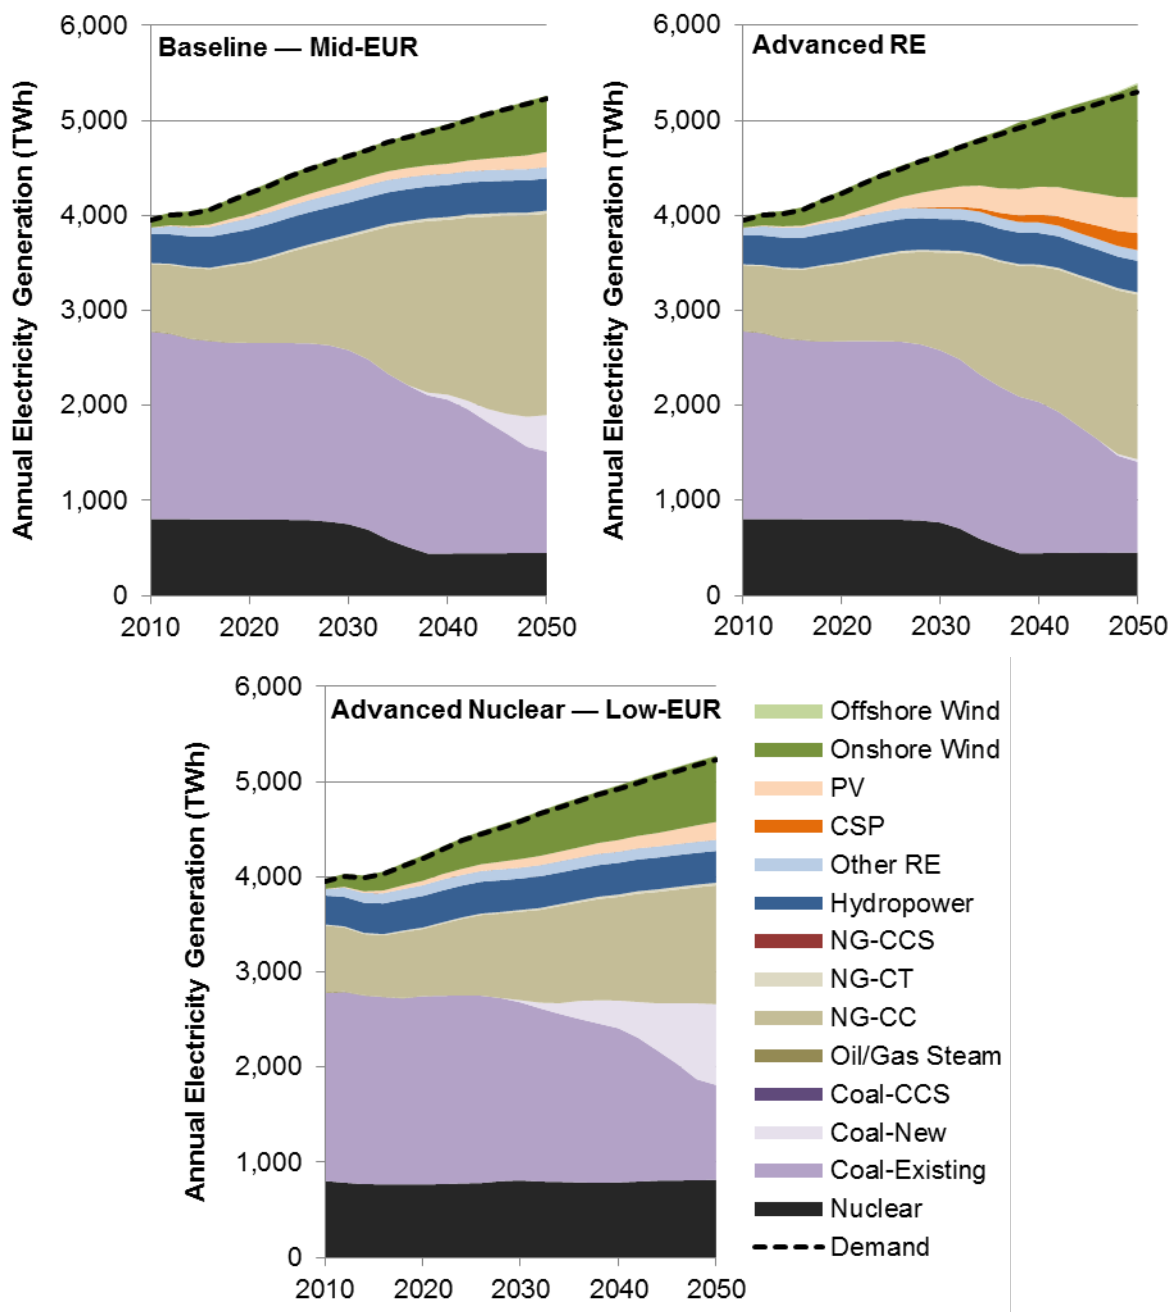 Baseline — Mid-EUR
Annual Electricity Generation (TWh)
6,000
5,000
4,000
3,000
2,000
1,000
0
2010 2020 2030 2040 2050
Advanced RE
Annual Electricity Generation (TWh)
6,000
5,000
4,000
3,000
2,000
1,000
0
2010 2020 2030 2040 2050
Advanced Nuclear — Low-EUR
Annual Electricity Generation (TWh)
6,000
5,000
4,000
3,000
2,000
1,000
0
2010 2020 2030 2040 2050
Offshore Wind
Onshore Wind
PV
CSP
Other RE
Hydropower
NG-CCS
NG-CT
NG-CC
Oil/Gas Steam
Coal-CCS
Coal-New
Coal-Existing
Nuclear
Demand